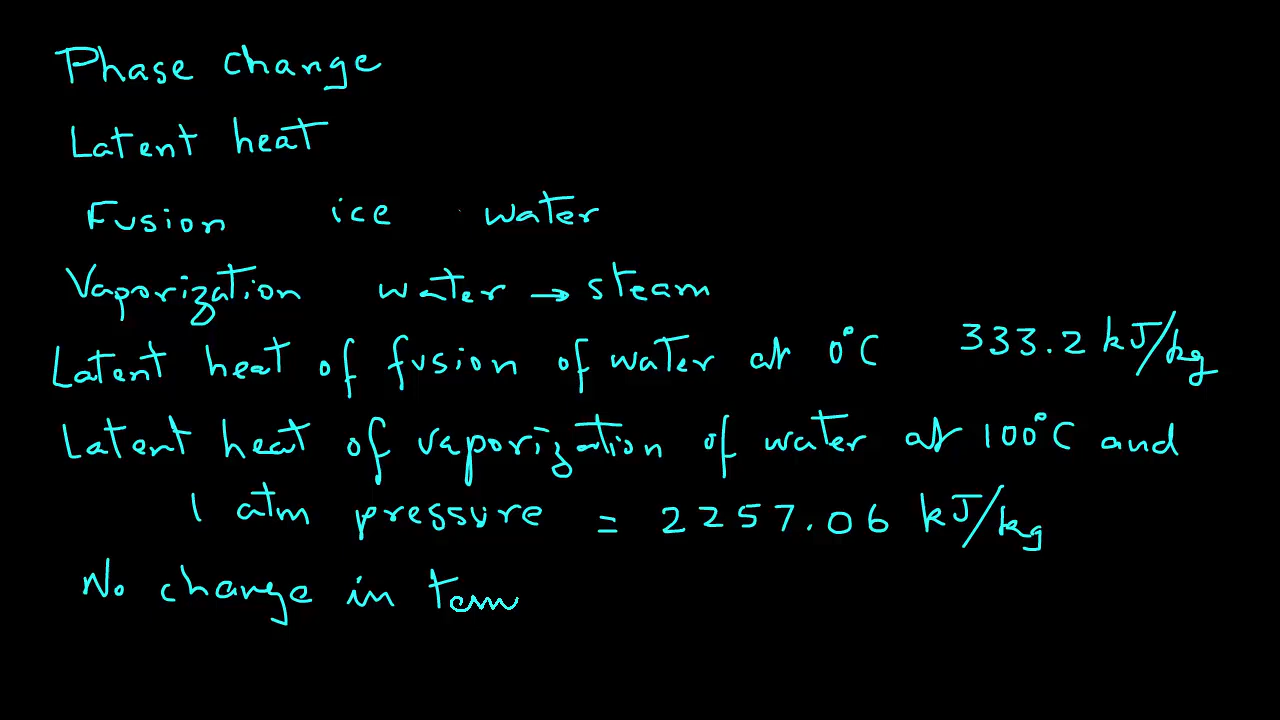 Phase change
Latent heat
Fusion ice water
Vaporization water → steam
Latent heat of fusion of water at 0°C 333.2 kJ/kg
Latent heat of vaporization of water at 100°C and
1 atm pressure = 2257.06 kJ/kg
No change in tem